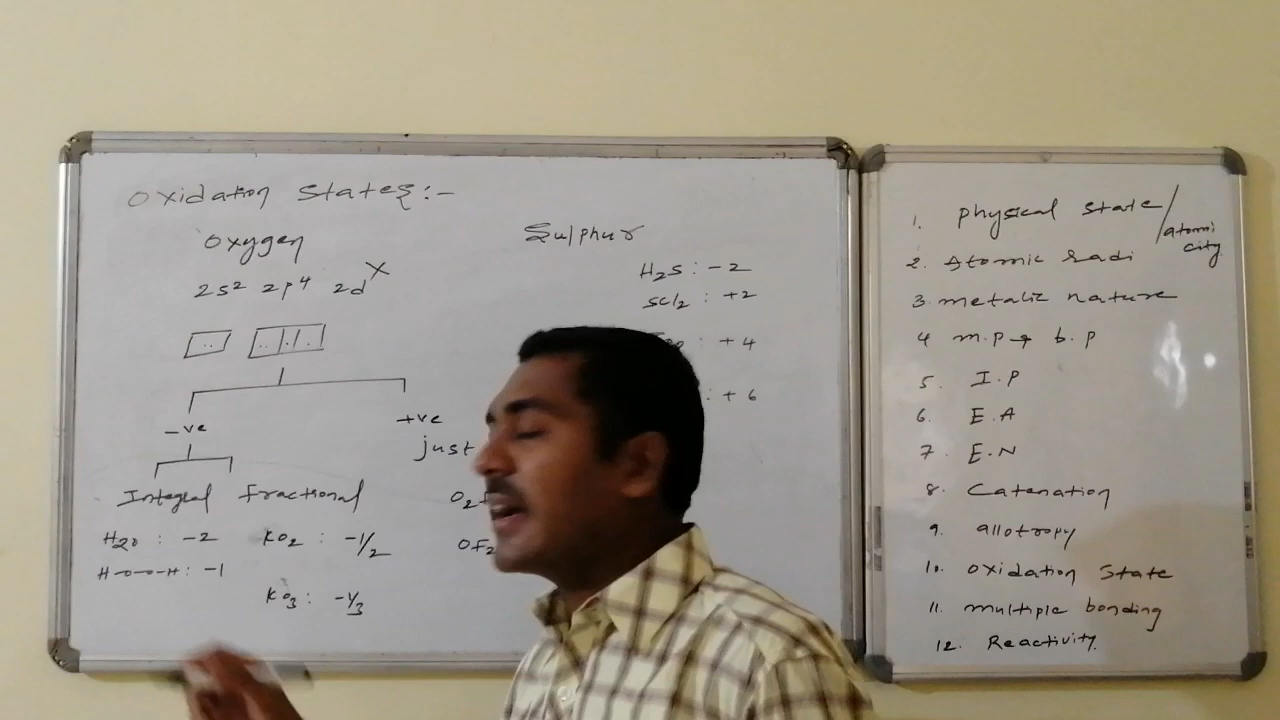 Oxidation States:-
Oxygen
2s² 2p⁴ 2d X
-ve
+ve
just
Integral Fractional
H₂O : -2
KO₂ : -1/2
H-O-O-H : -1
KO₃ : -1/3
OF₂
Sulphur
H₂S : -2
SCl₂ : +2
: +4
: +6
1. Physical state/atomicity
2. Atomic radi
3. metalic nature
4 m.p → b.p
5. I.P
6. E.A
7. E.N
8. Catenation
9. allotropy
10. Oxidation State
11. multiple bonding
12. Reactivity